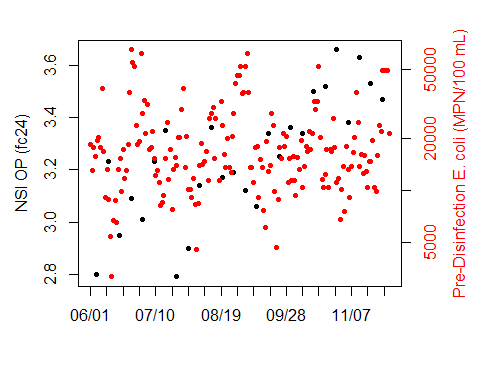 NSI OP (fc24)
3.6
3.4
3.2
3.0
2.8
06/01 07/10 08/19 09/28 11/07
50000
20000
5000
Pre-Disinfection E. coli (MPN/100 mL)